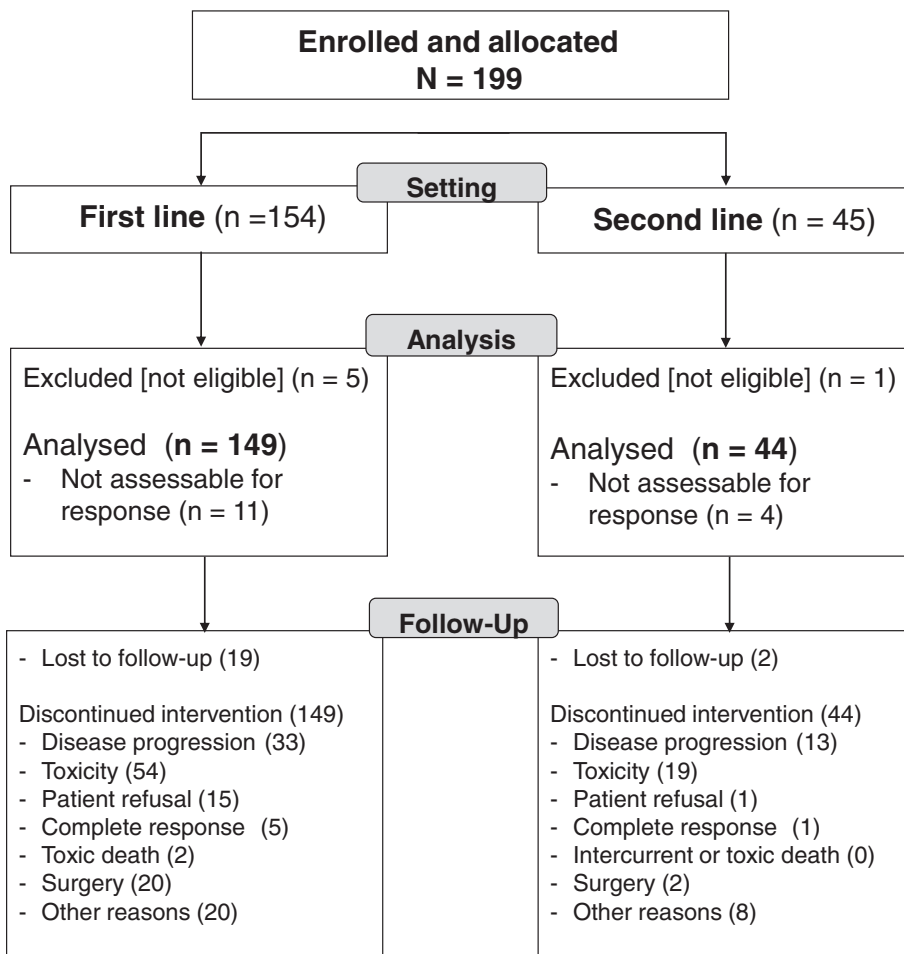 Enrolled and allocated
N = 199
Setting
First line (n =154)
Second line (n = 45)
Analysis
Excluded [not eligible] (n = 5)
Analysed (n = 149)
- Not assessable for
response (n = 11)
Excluded [not eligible] (n = 1)
Analysed (n = 44)
- Not assessable for
response (n = 4)
Follow-Up
- Lost to follow-up (19)
Discontinued intervention (149)
- Disease progression (33)
- Toxicity (54)
- Patient refusal (15)
- Complete response (5)
- Toxic death (2)
- Surgery (20)
- Other reasons (20)
- Lost to follow-up (2)
Discontinued intervention (44)
- Disease progression (13)
- Toxicity (19)
- Patient refusal (1)
- Complete response (1)
- Intercurrent or toxic death (0)
- Surgery (2)
- Other reasons (8)